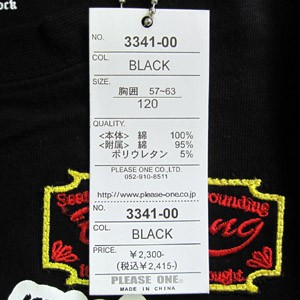 ock
NO. 3341-00
COL. BLACK
SIZE. 胸囲 57~63
120
QUALITY.
<本体> 綿 100%
<附属> 綿 95%
ポリウレタン 5%
PLEASE ONE CO.,LTD.
052-910-8511
http://www.please-one.co.jp/
NO. 3341-00
COL. BLACK
PRICE. ¥2,300-
(税込¥2,415-)
PLEASE ONE.
MADE IN CHINA